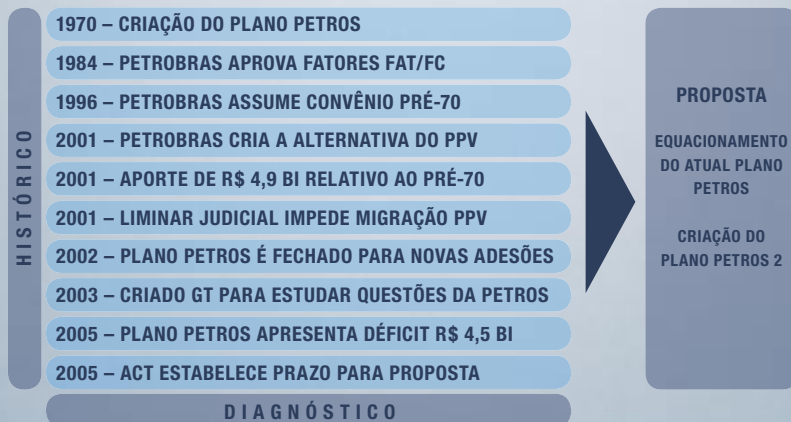 HISTÓRICO
1970 – CRIAÇÃO DO PLANO PETROS
1984 – PETROBRAS APROVA FATORES FAT/FC
1996 – PETROBRAS ASSUME CONVÊNIO PRÉ-70
2001 – PETROBRAS CRIA A ALTERNATIVA DO PPV
2001 – APORTE DE R$ 4,9 BI RELATIVO AO PRÉ-70
2001 – LIMINAR JUDICIAL IMPEDE MIGRAÇÃO PPV
2002 – PLANO PETROS É FECHADO PARA NOVAS ADESÕES
2003 – CRIADO GT PARA ESTUDAR QUESTÕES DA PETROS
2005 – PLANO PETROS APRESENTA DÉFICIT R$ 4,5 BI
2005 – ACT ESTABELECE PRAZO PARA PROPOSTA
DIAGNÓSTICO
PROPOSTA
EQUACIONAMENTO
DO ATUAL PLANO
PETROS
CRIAÇÃO DO
PLANO PETROS 2